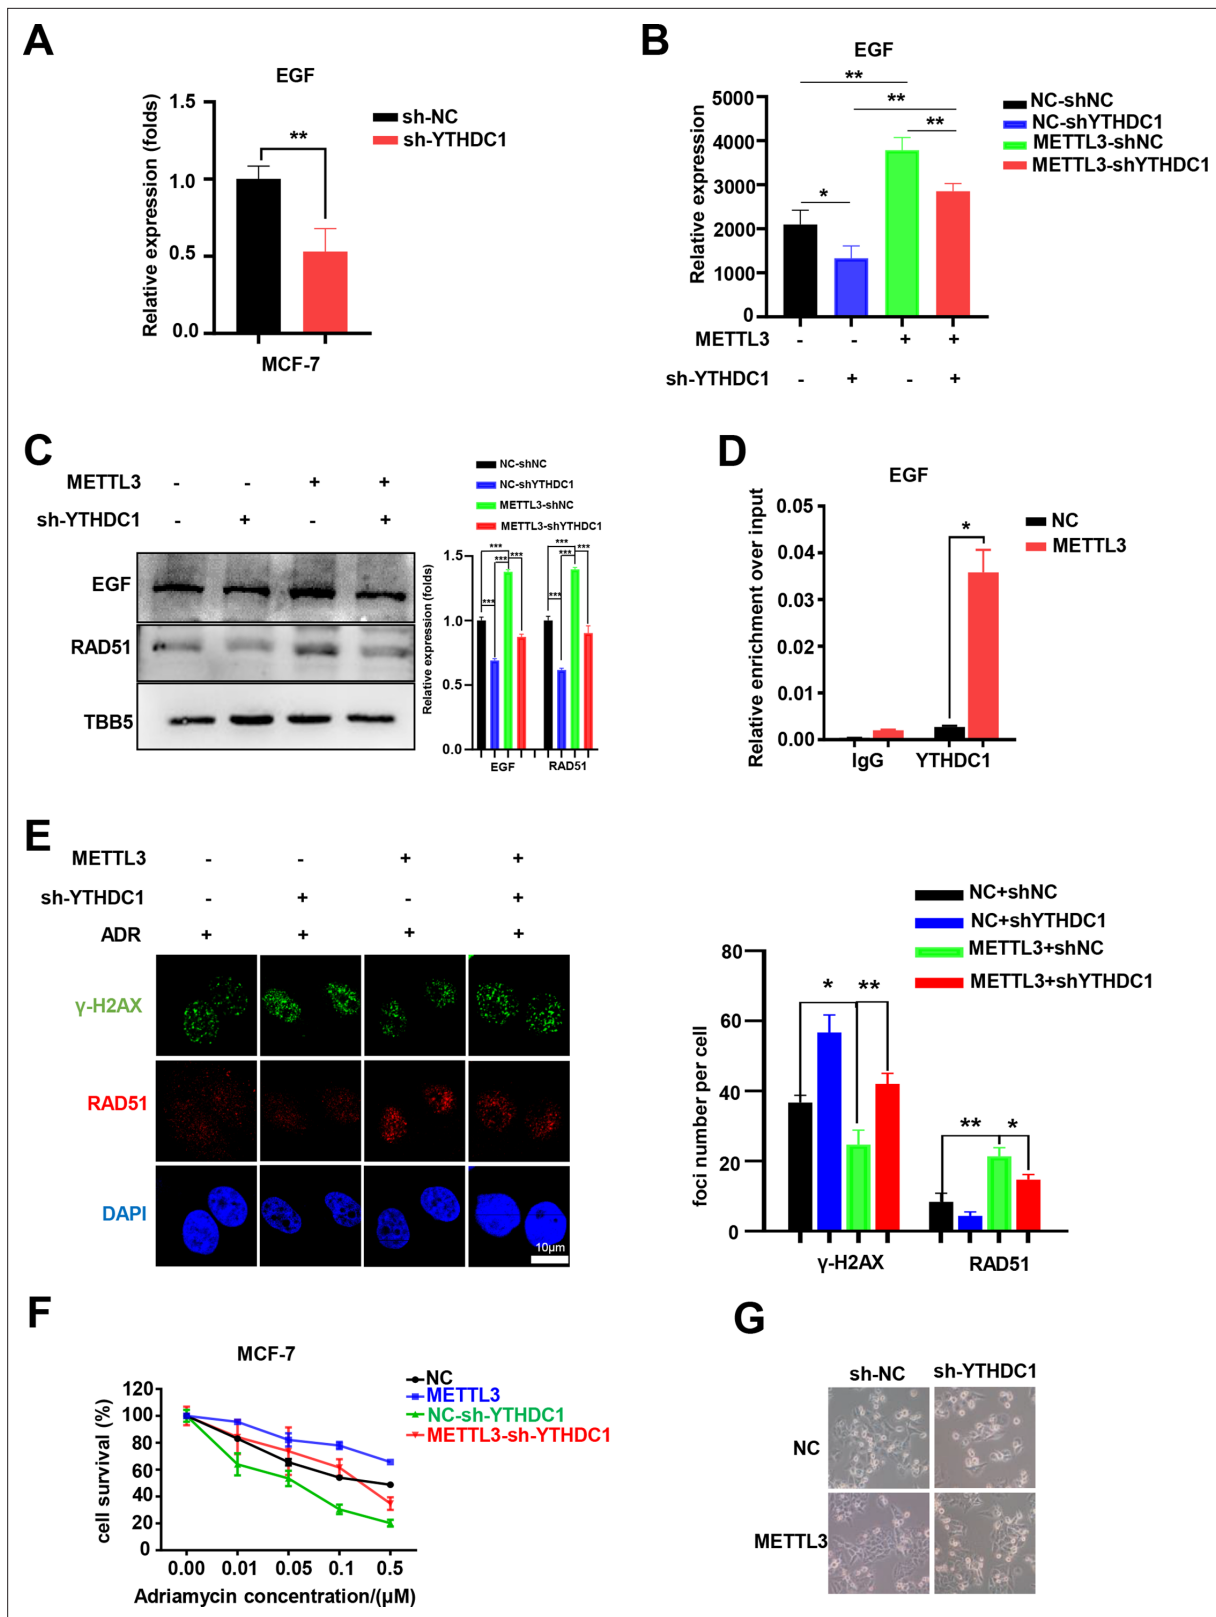 A
EGF
Relative expression (folds)
1.5
1.0
0.5
0.0
**
sh-NC
sh-YTHDC1
MCF-7
B
EGF
Relative expression
5000
4000
3000
2000
1000
0
*
**
**
**
NC-shNC
NC-shYTHDC1
METTL3-shNC
METTL3-shYTHDC1
METTL3 - - + +
sh-YTHDC1 - + - +
C
METTL3 - - + +
sh-YTHDC1 - + - +
EGF
RAD51
TBB5
NC-shNC
NC-shYTHDC1
METTL3-shNC
METTL3-shYTHDC1
Relative expression (folds)
1.5
1.0
0.5
0.0
*** *** *** ***
*** *** *** ***
EGF RAD51
D
EGF
Relative enrichment over input
0.05
0.04
0.03
0.02
0.01
0.00
*
NC
METTL3
IgG YTHDC1
E
METTL3 - - + +
sh-YTHDC1 - + - +
ADR + + + +
γ-H2AX
RAD51
DAPI
10μm
NC+shNC
NC+shYTHDC1
METTL3+shNC
METTL3+shYTHDC1
foci number per cell
80
60
40
20
0
* **
** *
γ-H2AX RAD51
F
MCF-7
cell survival (%)
120
100
80
60
40
20
0
NC
METTL3
NC-sh-YTHDC1
METTL3-sh-YTHDC1
0.00 0.01 0.05 0.1 0.5
Adriamycin concentration/(μM)
G
sh-NC sh-YTHDC1
NC
METTL3